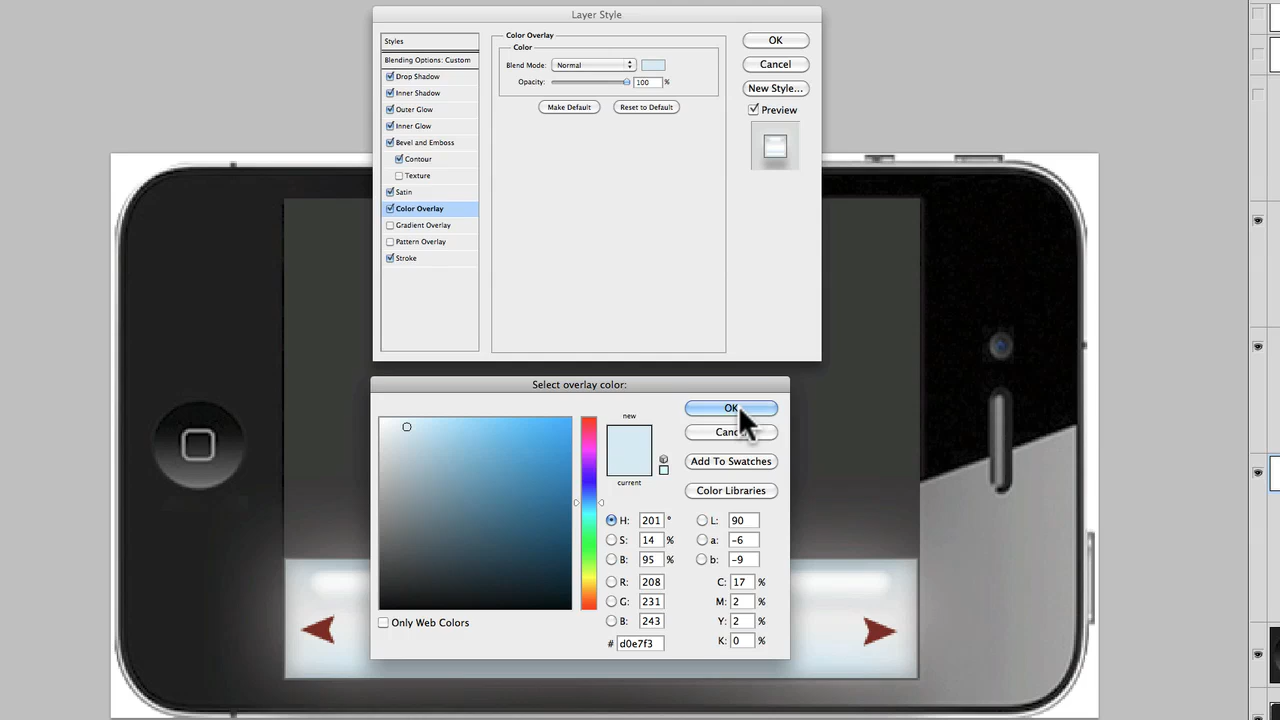 Layer Style
Styles
Blending Options: Custom
Drop Shadow
Inner Shadow
Outer Glow
Inner Glow
Bevel and Emboss
Contour
Texture
Satin
Color Overlay
Gradient Overlay
Pattern Overlay
Stroke
Color Overlay
Color
Blend Mode: Normal
Opacity: 100 %
Make Default Reset to Default
OK
Cancel
New Style...
Preview
Select overlay color:
new
current
OK
Add To Swatches
Color Libraries
H: 201 ° L: 90
S: 14 % a: -6
B: 95 % b: -9
R: 208 C: 17 %
G: 231 M: 2 %
B: 243 Y: 2 %
# d0e7f3 K: 0 %
Only Web Colors